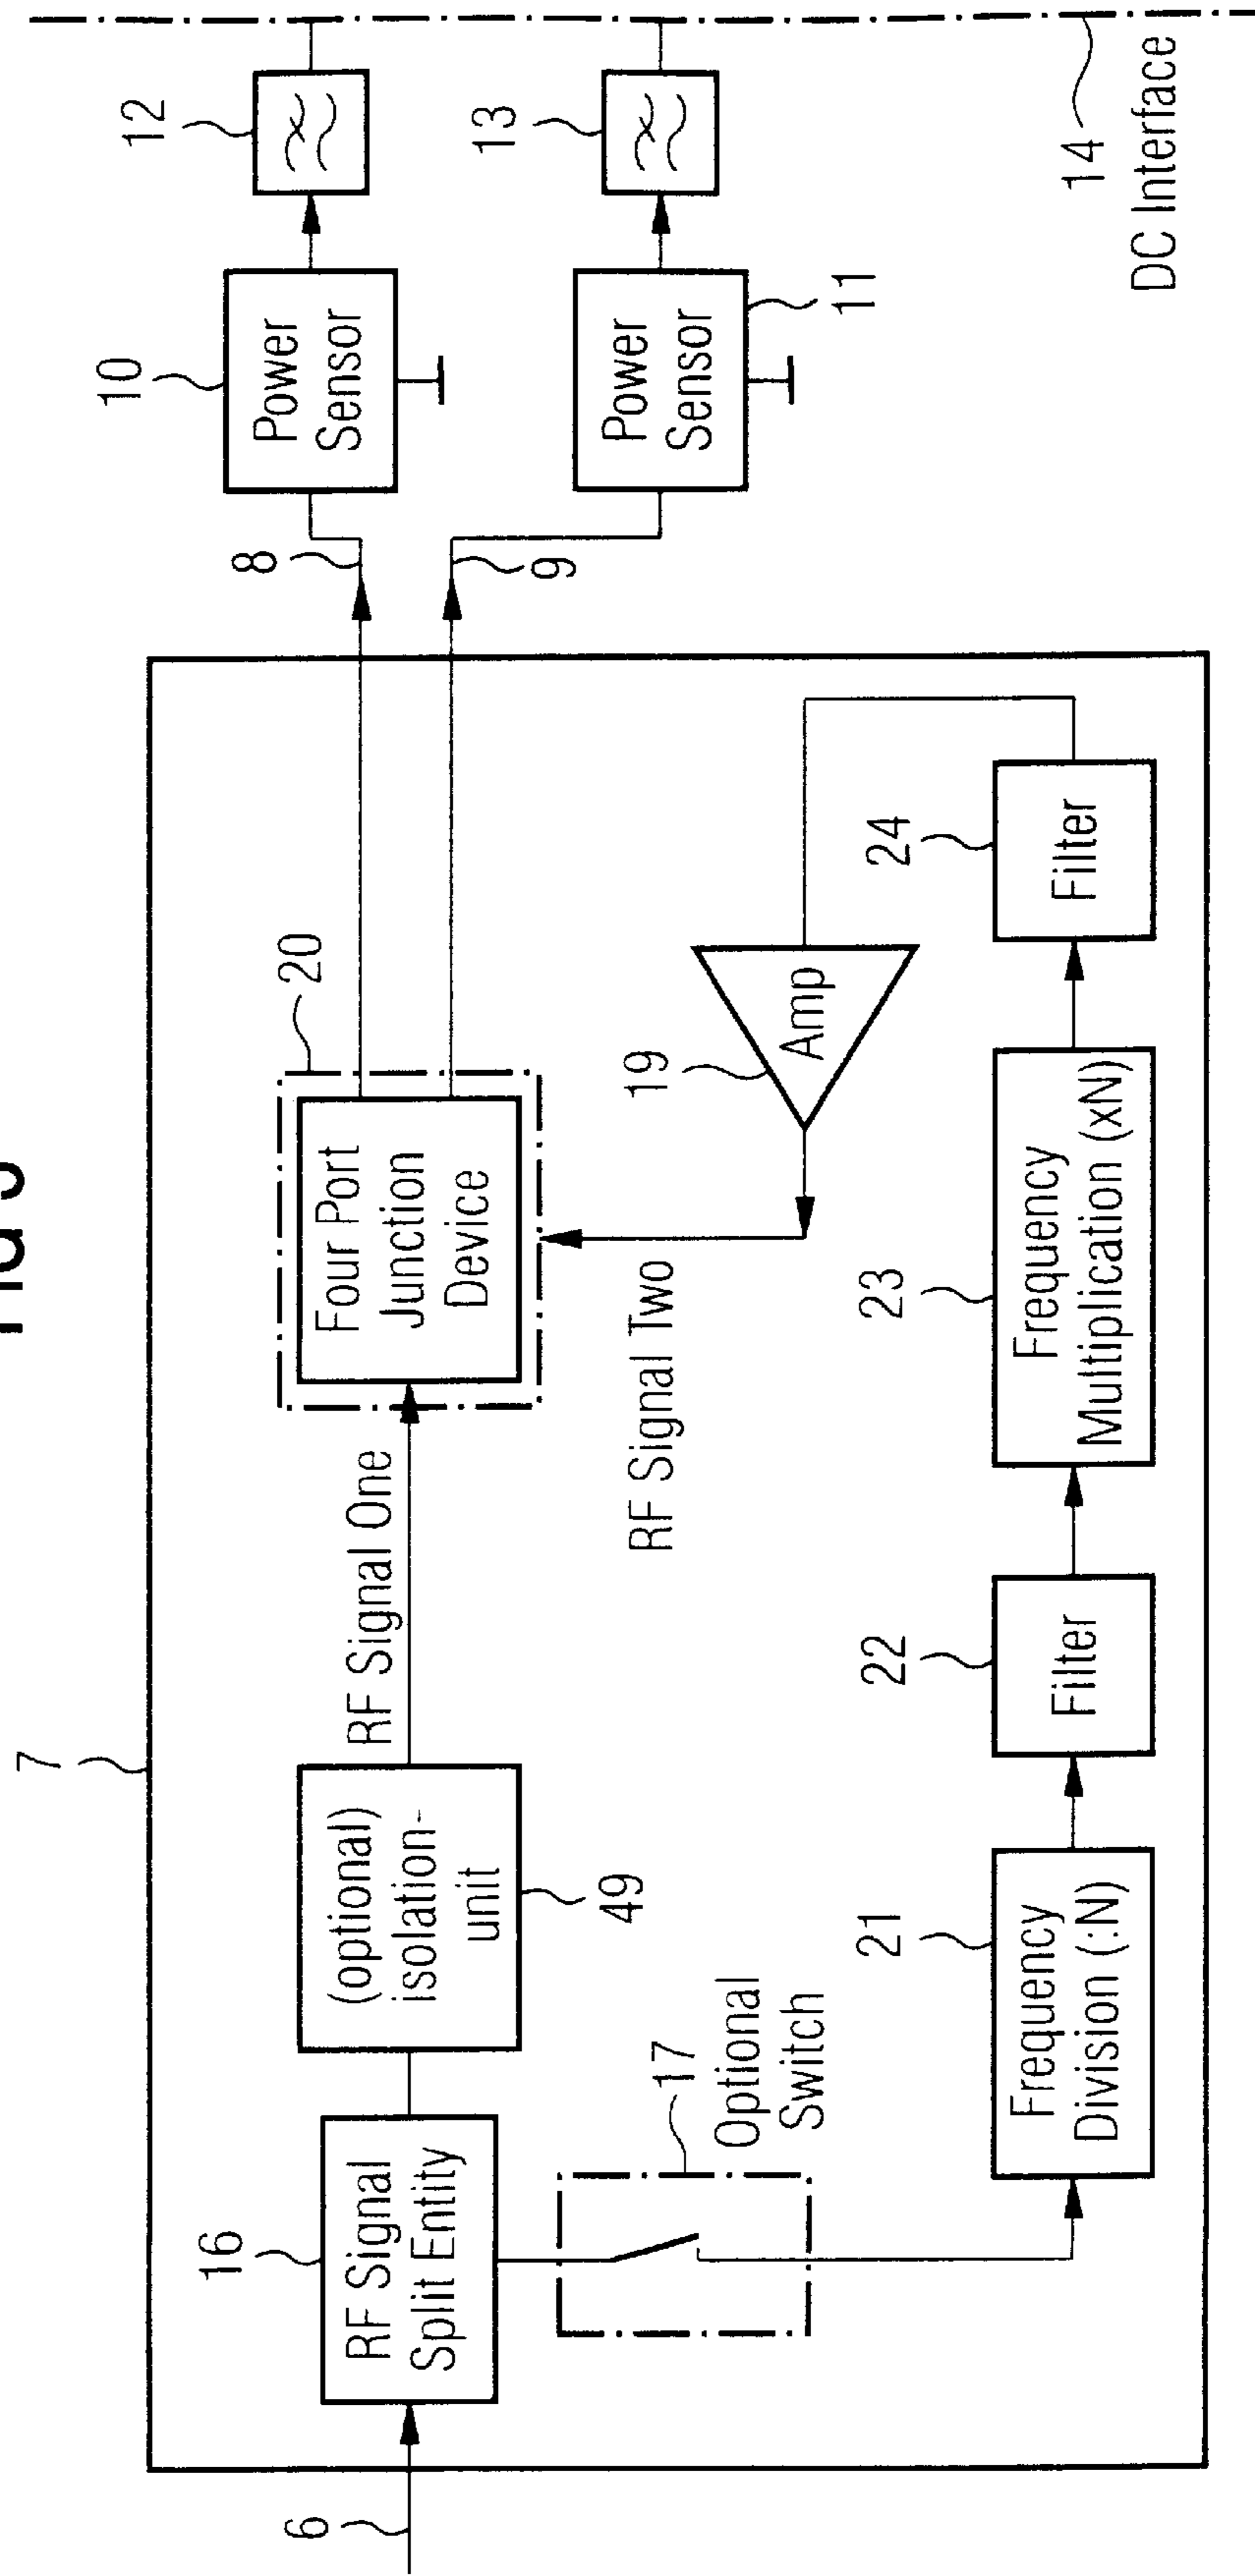 7
6
16
RF Signal
Split Entity
(optional)
isolation-
unit
49
RF Signal One
20
Four Port
Junction
Device
8
9
10
Power
Sensor
12
Power
Sensor
11
13
14
DC Interface
17
Optional
Switch
RF Signal Two
19
Amp
21
Frequency
Division (:N)
22
Filter
23
Frequency
Multiplication (xN)
24
Filter